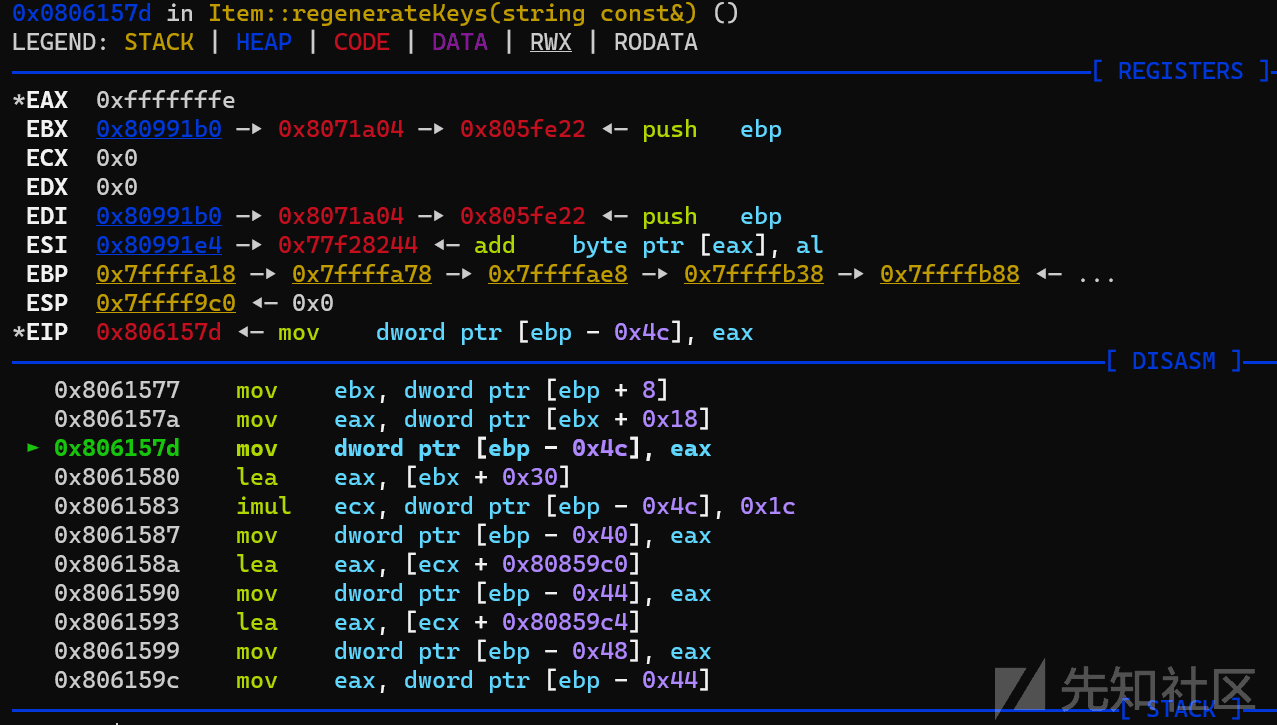 0x0806157d in Item::regenerateKeys(string const&) ()
LEGEND: STACK | HEAP | CODE | DATA | RWX | RODATA
[ REGISTERS ]
*EAX  0xfffffffe
 EBX  0x80991b0 —▸ 0x8071a04 —▸ 0x805fe22 ◂— push   ebp
 ECX  0x0
 EDX  0x0
 EDI  0x80991b0 —▸ 0x8071a04 —▸ 0x805fe22 ◂— push   ebp
 ESI  0x80991e4 —▸ 0x77f28244 ◂— add    byte ptr [eax], al
 EBP  0x7ffffa18 —▸ 0x7ffffa78 —▸ 0x7ffffae8 —▸ 0x7ffffb38 —▸ 0x7ffffb88 ◂— ...
 ESP  0x7ffff9c0 ◂— 0x0
*EIP  0x806157d ◂— mov    dword ptr [ebp - 0x4c], eax
[ DISASM ]
   0x8061577    mov    ebx, dword ptr [ebp + 8]
   0x806157a    mov    eax, dword ptr [ebx + 0x18]
 ► 0x806157d    mov    dword ptr [ebp - 0x4c], eax
   0x8061580    lea    eax, [ebx + 0x30]
   0x8061583    imul   ecx, dword ptr [ebp - 0x4c], 0x1c
   0x8061587    mov    dword ptr [ebp - 0x40], eax
   0x806158a    lea    eax, [ecx + 0x80859c0]
   0x8061590    mov    dword ptr [ebp - 0x44], eax
   0x8061593    lea    eax, [ecx + 0x80859c4]
   0x8061599    mov    dword ptr [ebp - 0x48], eax
   0x806159c    mov    eax, dword ptr [ebp - 0x44]
先知社区
[ STACK ]